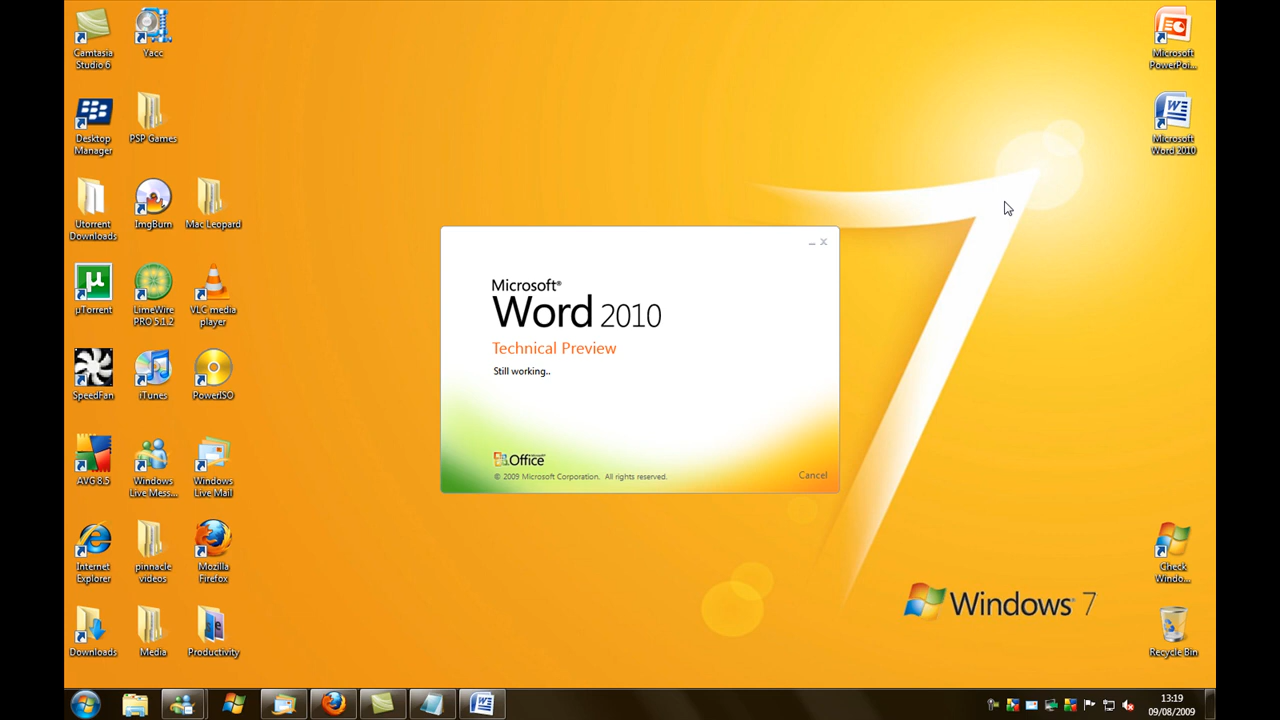 Camtasia
Studio 6
Yacc
Microsoft
PowerPoi...
Desktop
Manager
PSP Games
Microsoft
Word 2010
Utorrent
Downloads
ImgBurn
Mac Leopard
µTorrent
LimeWire
PRO 5.1.2
VLC media
player
SpeedFan
iTunes
PowerISO
AVG 8.5
Windows
Live Mess...
Windows
Live Mail
Internet
Explorer
pinnacle
videos
Mozilla
Firefox
Downloads
Media
Productivity
Microsoft®
Word 2010
Technical Preview
Still working..
Microsoft
Office
© 2009 Microsoft Corporation. All rights reserved.
Cancel
Check
Windo...
Windows® 7
Recycle Bin
13:19
09/08/2009